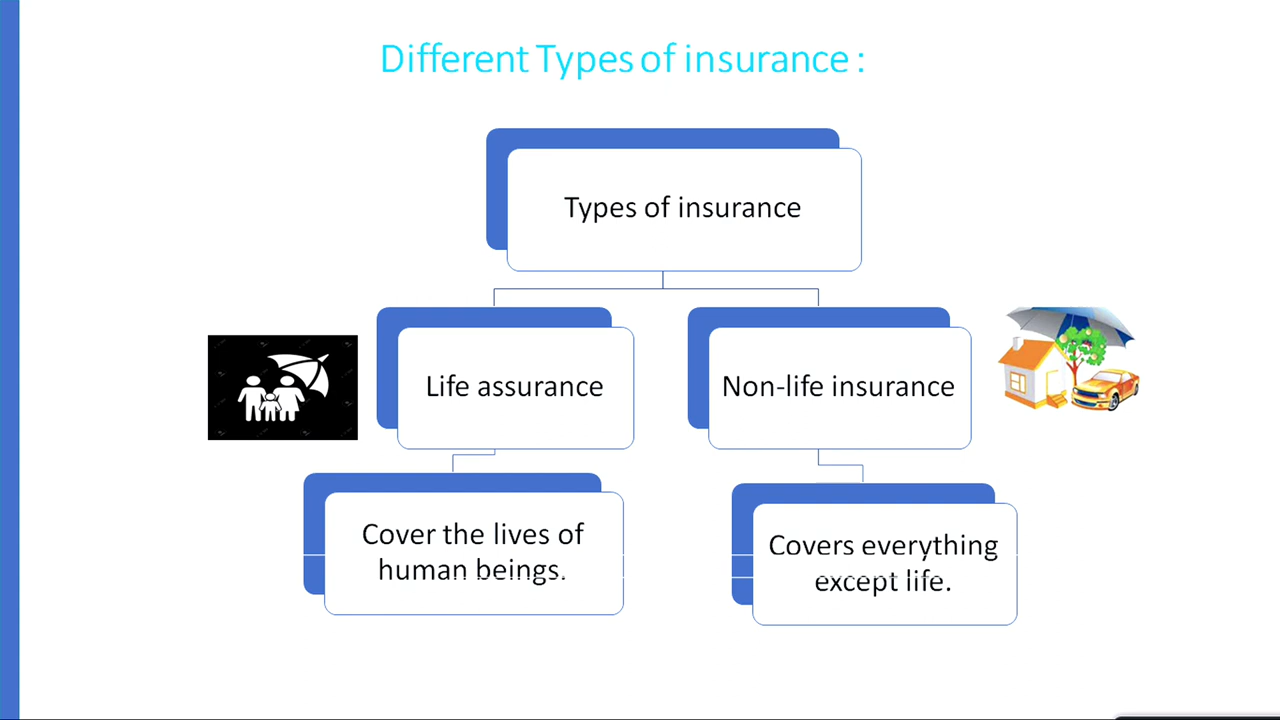 Different Types of insurance :
Types of insurance
Life assurance
Non-life insurance
Cover the lives of
human beings.
Covers everything
except life.